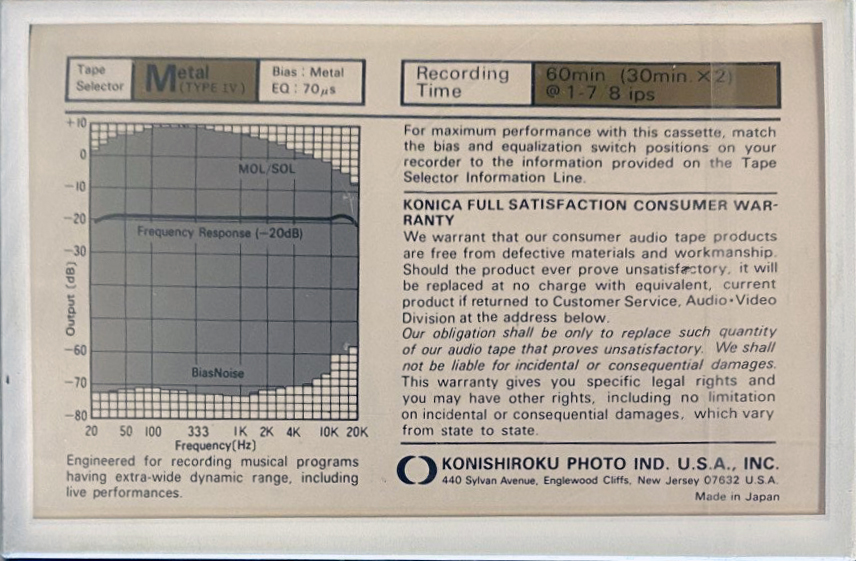 Tape
Selector
Metal
(TYPE IV)
Bias : Metal
EQ : 70μs
Recording
Time
60min (30min. × 2)
@ 1-7/8 ips
+10
0
−10
−20
−30
−60
−70
−80
Output (dB)
MOL/SOL
Frequency Response (−20dB)
BiasNoise
20 50 100 333 1K 2K 4K 10K 20K
Frequency(Hz)
Engineered for recording musical programs
having extra-wide dynamic range, including
live performances.
For maximum performance with this cassette, match
the bias and equalization switch positions on your
recorder to the information provided on the Tape
Selector Information Line.
KONICA FULL SATISFACTION CONSUMER WAR-
RANTY
We warrant that our consumer audio tape products
are free from defective materials and workmanship.
Should the product ever prove unsatisfactory, it will
be replaced at no charge with equivalent, current
product if returned to Customer Service, Audio•Video
Division at the address below.
Our obligation shall be only to replace such quantity
of our audio tape that proves unsatisfactory. We shall
not be liable for incidental or consequential damages.
This warranty gives you specific legal rights and
you may have other rights, including no limitation
on incidental or consequential damages, which vary
from state to state.
KONISHIROKU PHOTO IND. U.S.A., INC.
440 Sylvan Avenue, Englewood Cliffs, New Jersey 07632 U.S.A.
Made in Japan